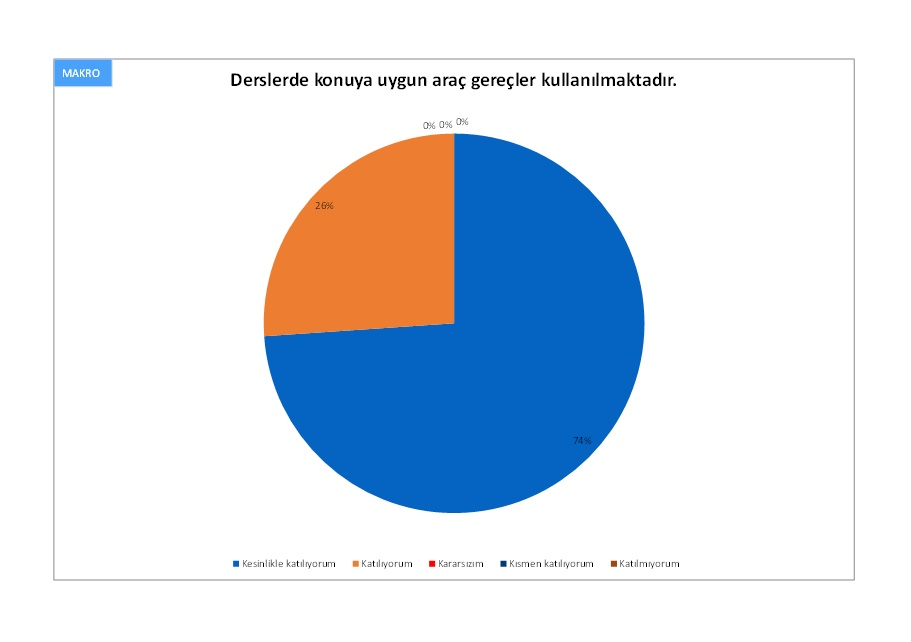 MAKRO
Derslerde konuya uygun araç gereçler kullanılmaktadır.
0% 0% 0%
26%
74%
Kesinlikle katılıyorum Katılıyorum Kararsızım Kısmen katılıyorum Katılmıyorum